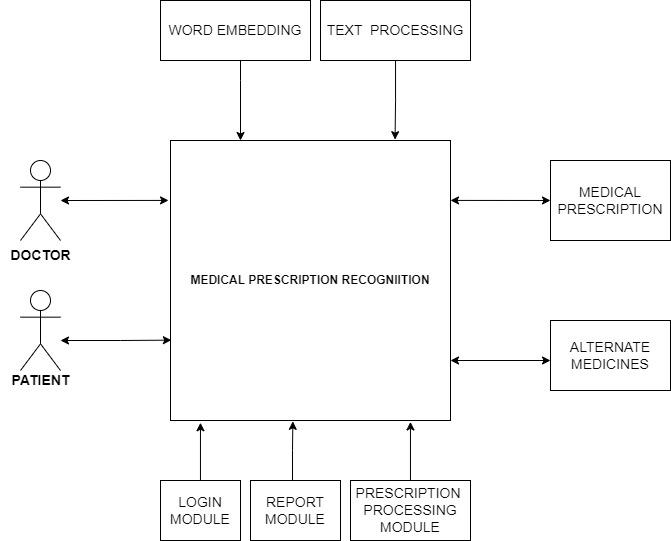 WORD EMBEDDING
TEXT PROCESSING
DOCTOR
MEDICAL PRESCRIPTION RECOGNIITION
MEDICAL
PRESCRIPTION
PATIENT
ALTERNATE
MEDICINES
LOGIN
MODULE
REPORT
MODULE
PRESCRIPTION
PROCESSING
MODULE